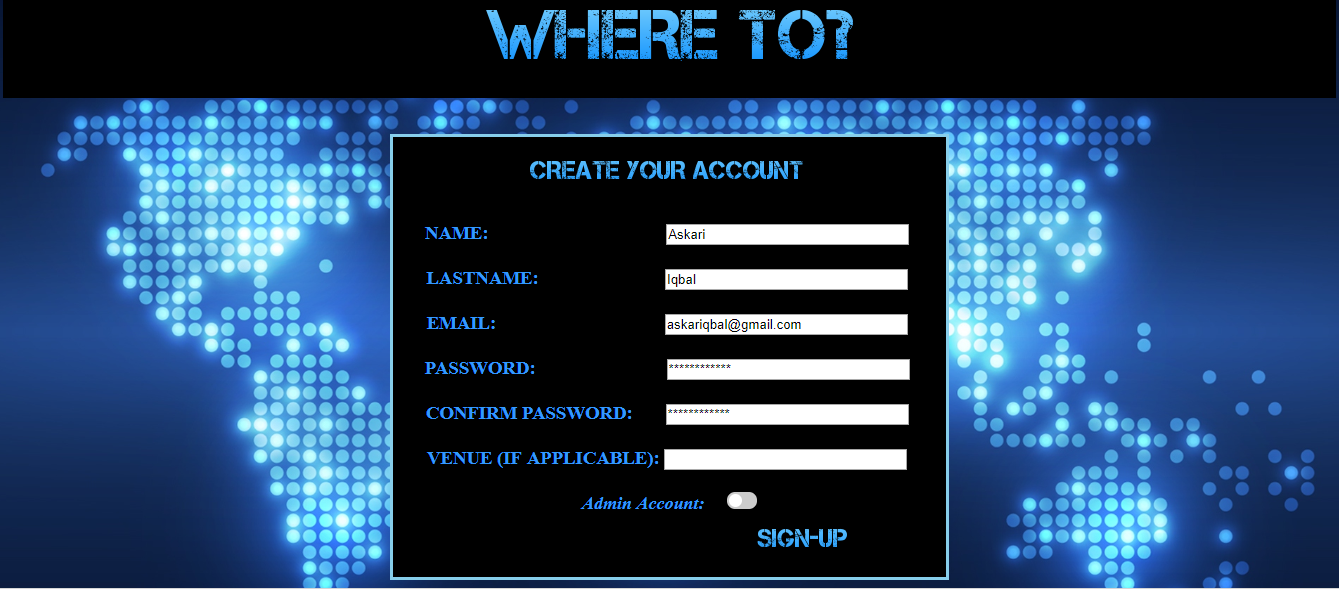 WHERE TO?
CREATE YOUR ACCOUNT
NAME: Askari
LASTNAME: Iqbal
EMAIL: askariqbal@gmail.com
PASSWORD: ************
CONFIRM PASSWORD: ************
VENUE (IF APPLICABLE):
Admin Account:
SIGN-UP